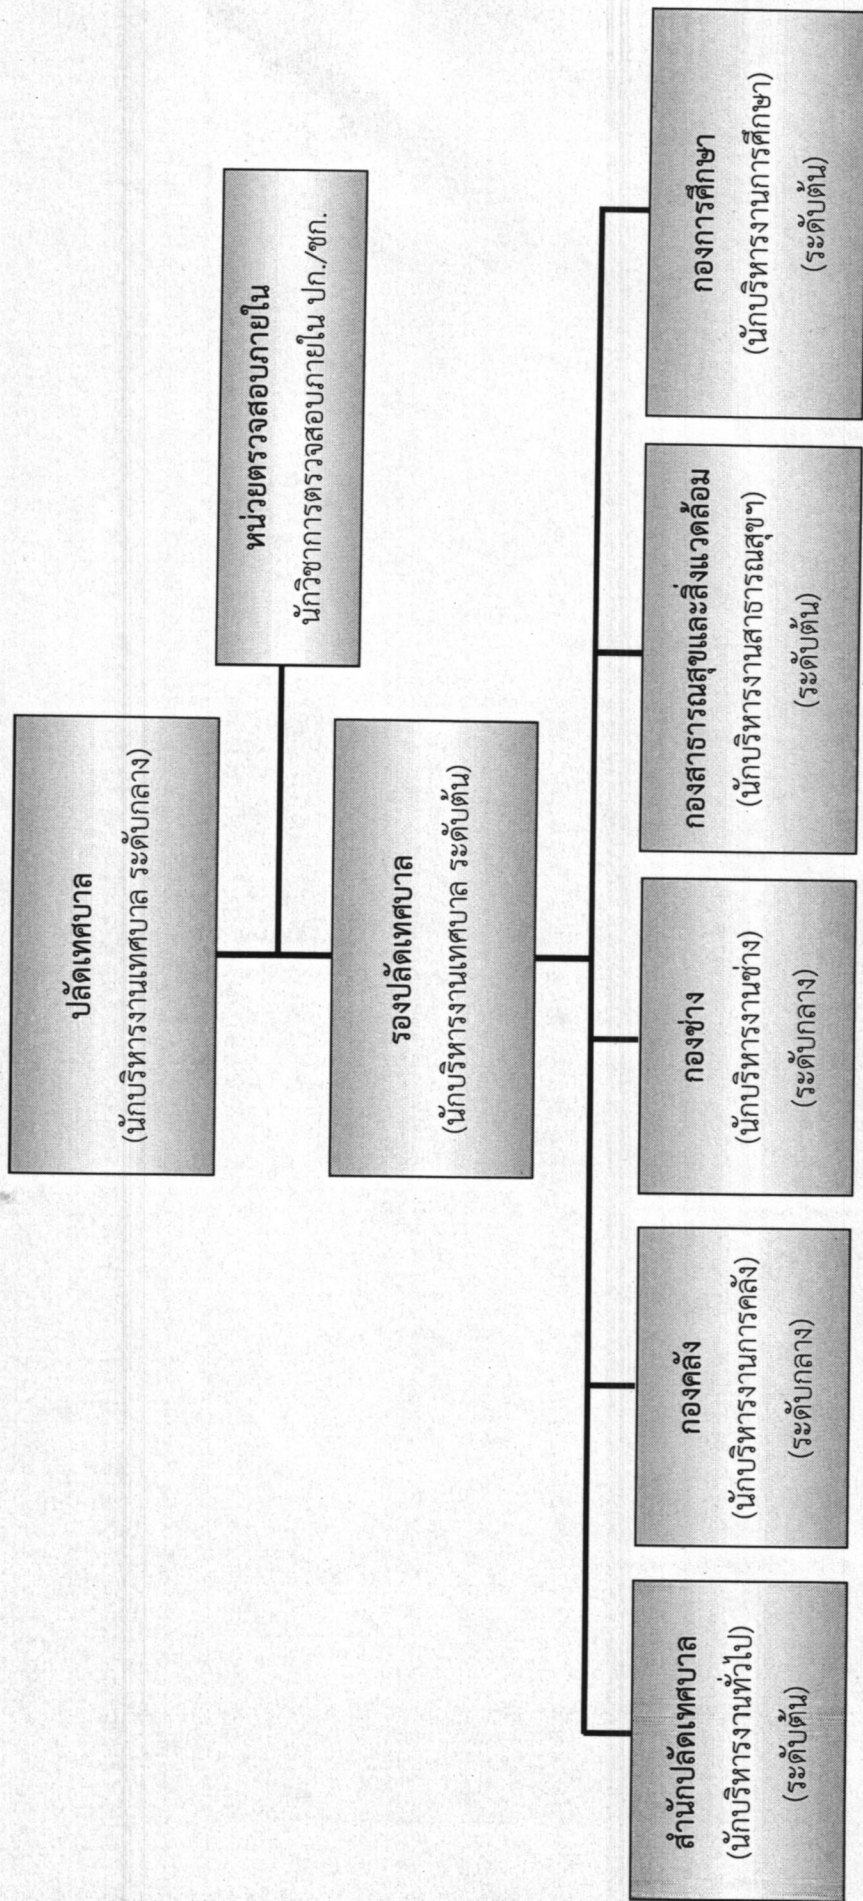 ปลัดเทศบาล
(นักบริหารงานเทศบาล ระดับกลาง)
หน่วยตรวจสอบภายใน
นักวิชาการตรวจสอบภายใน ปก./ชก.
รองปลัดเทศบาล
(นักบริหารงานเทศบาล ระดับต้น)
สำนักปลัดเทศบาล
(นักบริหารงานทั่วไป)
(ระดับต้น)
กองคลัง
(นักบริหารงานการคลัง)
(ระดับกลาง)
กองช่าง
(นักบริหารงานช่าง)
(ระดับกลาง)
กองสาธารณสุขและสิ่งแวดล้อม
(นักบริหารงานสาธารณสุขฯ)
(ระดับต้น)
กองการศึกษา
(นักบริหารงานการศึกษา)
(ระดับต้น)